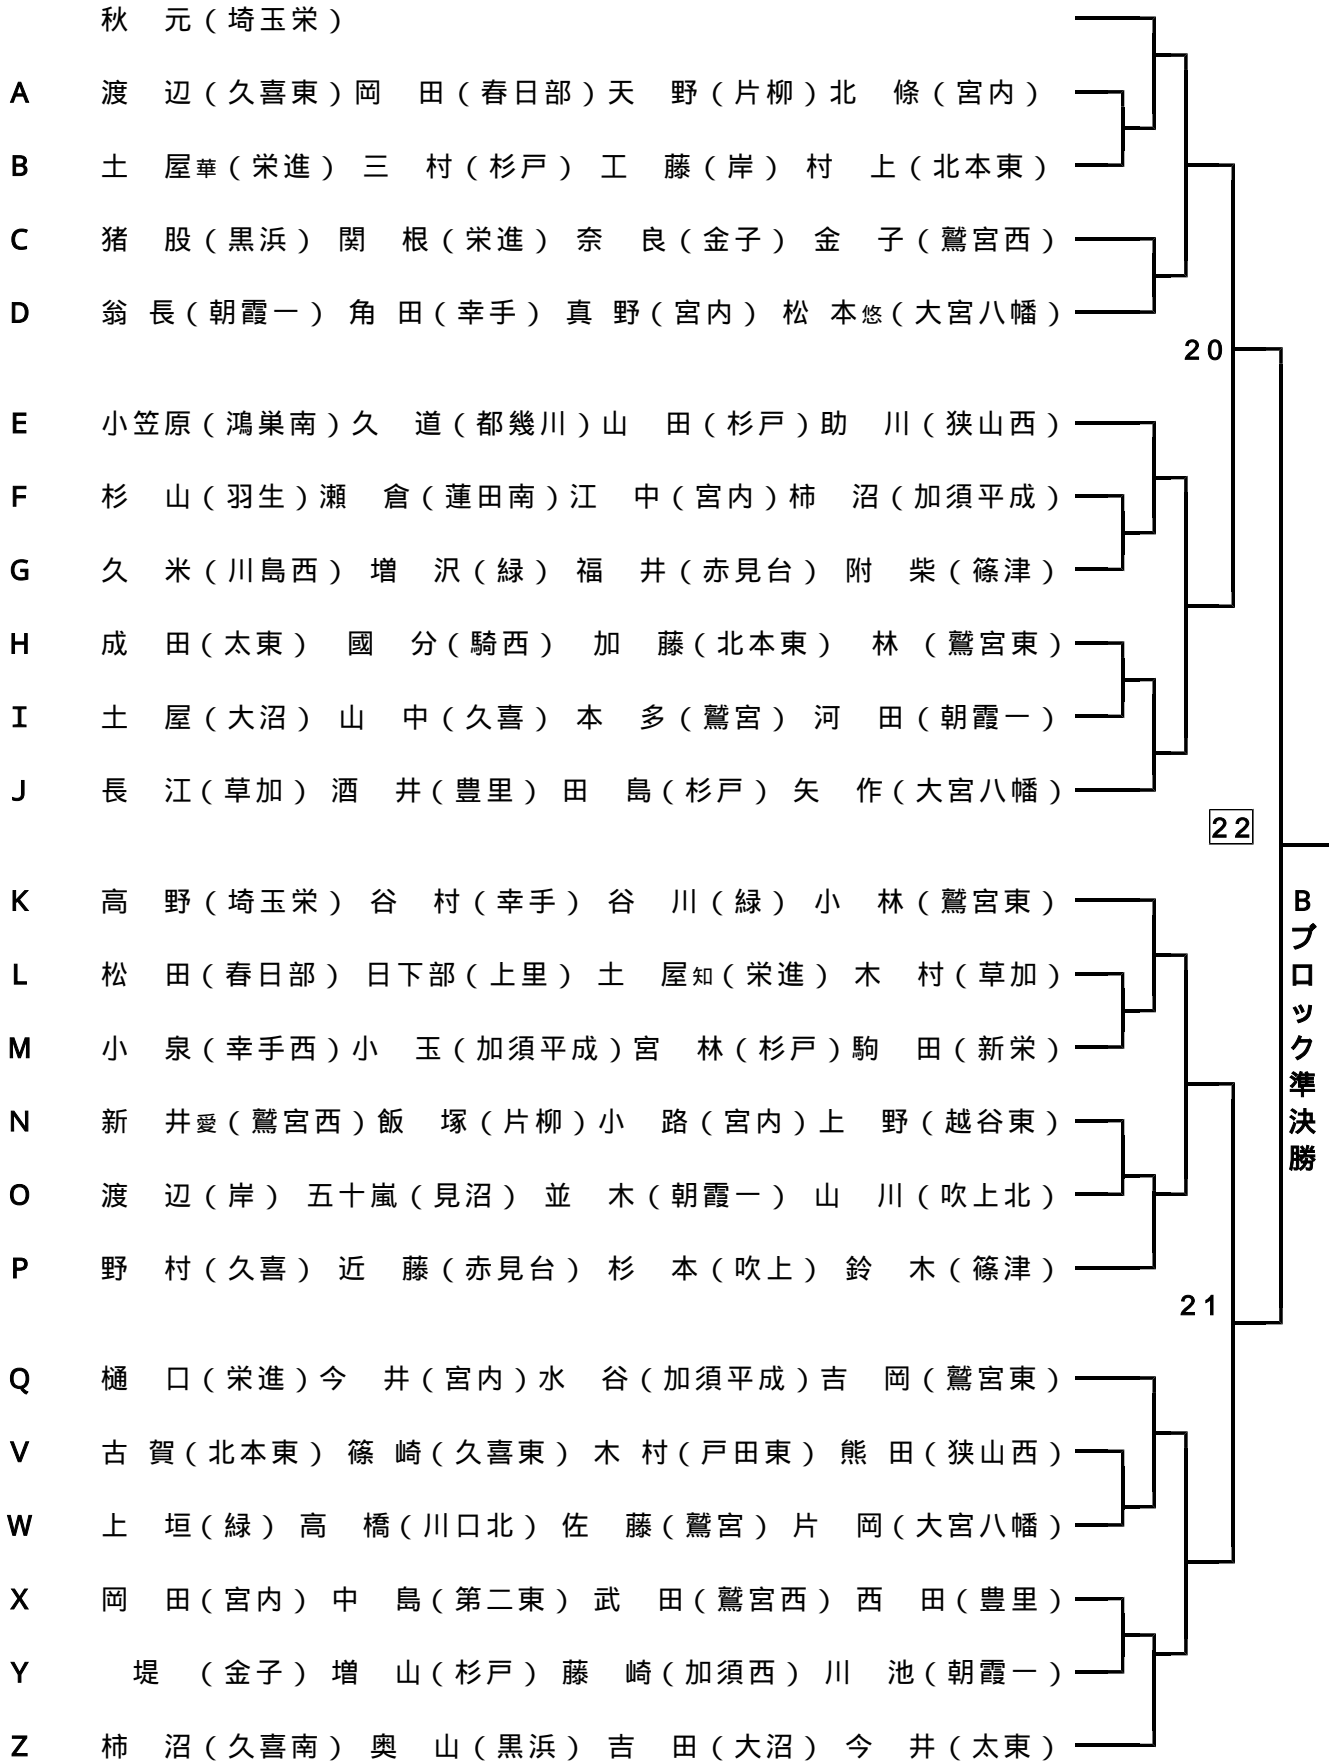 秋　元（埼玉栄）
A　渡　辺（久喜東）岡　田（春日部）天　野（片柳）北　條（宮内）
B　土　屋華（栄進）三　村（杉戸）工　藤（岸）村　上（北本東）
C　猪　股（黒浜）関　根（栄進）奈　良（金子）金　子（鷲宮西）
D　翁　長（朝霞一）角　田（幸手）真　野（宮内）松　本悠（大宮八幡）
20
E　小笠原（鴻巣南）久　道（都幾川）山　田（杉戸）助　川（狭山西）
F　杉　山（羽生）瀬　倉（蓮田南）江　中（宮内）柿　沼（加須平成）
G　久　米（川島西）増　沢（緑）福　井（赤見台）附　柴（篠津）
H　成　田（太東）國　分（騎西）加　藤（北本東）林　（鷲宮東）
I　土　屋（大沼）山　中（久喜）本　多（鷲宮）河　田（朝霞一）
J　長　江（草加）酒　井（豊里）田　島（杉戸）矢　作（大宮八幡）
22
K　高　野（埼玉栄）谷　村（幸手）谷　川（緑）小　林（鷲宮東）
L　松　田（春日部）日下部（上里）土　屋知（栄進）木　村（草加）
M　小　泉（幸手西）小　玉（加須平成）宮　林（杉戸）駒　田（新栄）
N　新　井愛（鷲宮西）飯　塚（片柳）小　路（宮内）上　野（越谷東）
O　渡　辺（岸）五十嵐（見沼）並　木（朝霞一）山　川（吹上北）
P　野　村（久喜）近　藤（赤見台）杉　本（吹上）鈴　木（篠津）
Bブロック準決勝
21
Q　樋　口（栄進）今　井（宮内）水　谷（加須平成）吉　岡（鷲宮東）
V　古　賀（北本東）篠　崎（久喜東）木　村（戸田東）熊　田（狭山西）
W　上　垣（緑）高　橋（川口北）佐　藤（鷲宮）片　岡（大宮八幡）
X　岡　田（宮内）中　島（第二東）武　田（鷲宮西）西　田（豊里）
Y　堤　（金子）増　山（杉戸）藤　崎（加須西）川　池（朝霞一）
Z　柿　沼（久喜南）奥　山（黒浜）吉　田（大沼）今　井（太東）